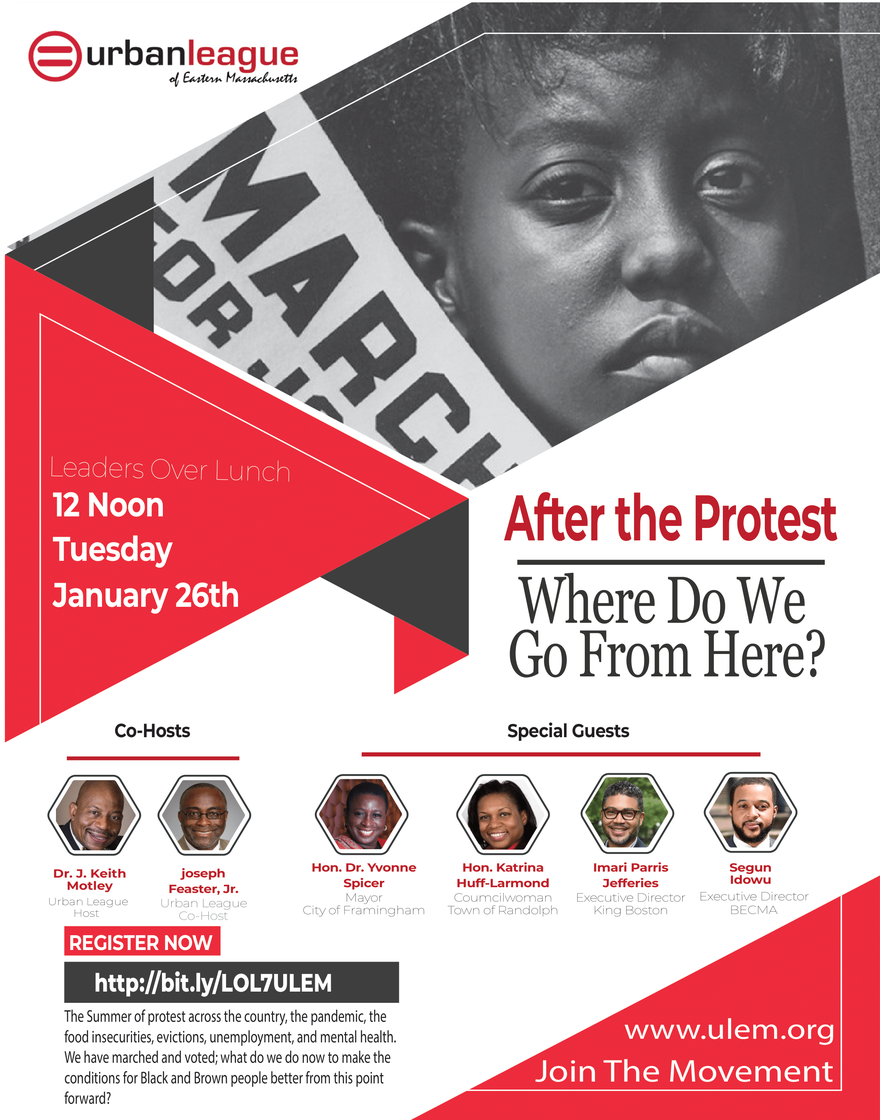 urbanleague
of Eastern Massachusetts
MARCH
FOR
Leaders Over Lunch
12 Noon
Tuesday
January 26th
After the Protest
Where Do We
Go From Here?
Co-Hosts
Special Guests
Dr. J. Keith
Motley
Urban League
Host
joseph
Feaster, Jr.
Urban League
Co-Host
Hon. Dr. Yvonne
Spicer
Mayor
City of Framingham
Hon. Katrina
Huff-Larmond
Coumcilwoman
Town of Randolph
Imari Parris
Jefferies
Executive Director
King Boston
Segun
Idowu
Executive Director
BECMA
REGISTER NOW
http://bit.ly/LOL7ULEM
The Summer of protest across the country, the pandemic, the
food insecurities, evictions, unemployment, and mental health.
We have marched and voted; what do we do now to make the
conditions for Black and Brown people better from this point
forward?
www.ulem.org
Join The Movement